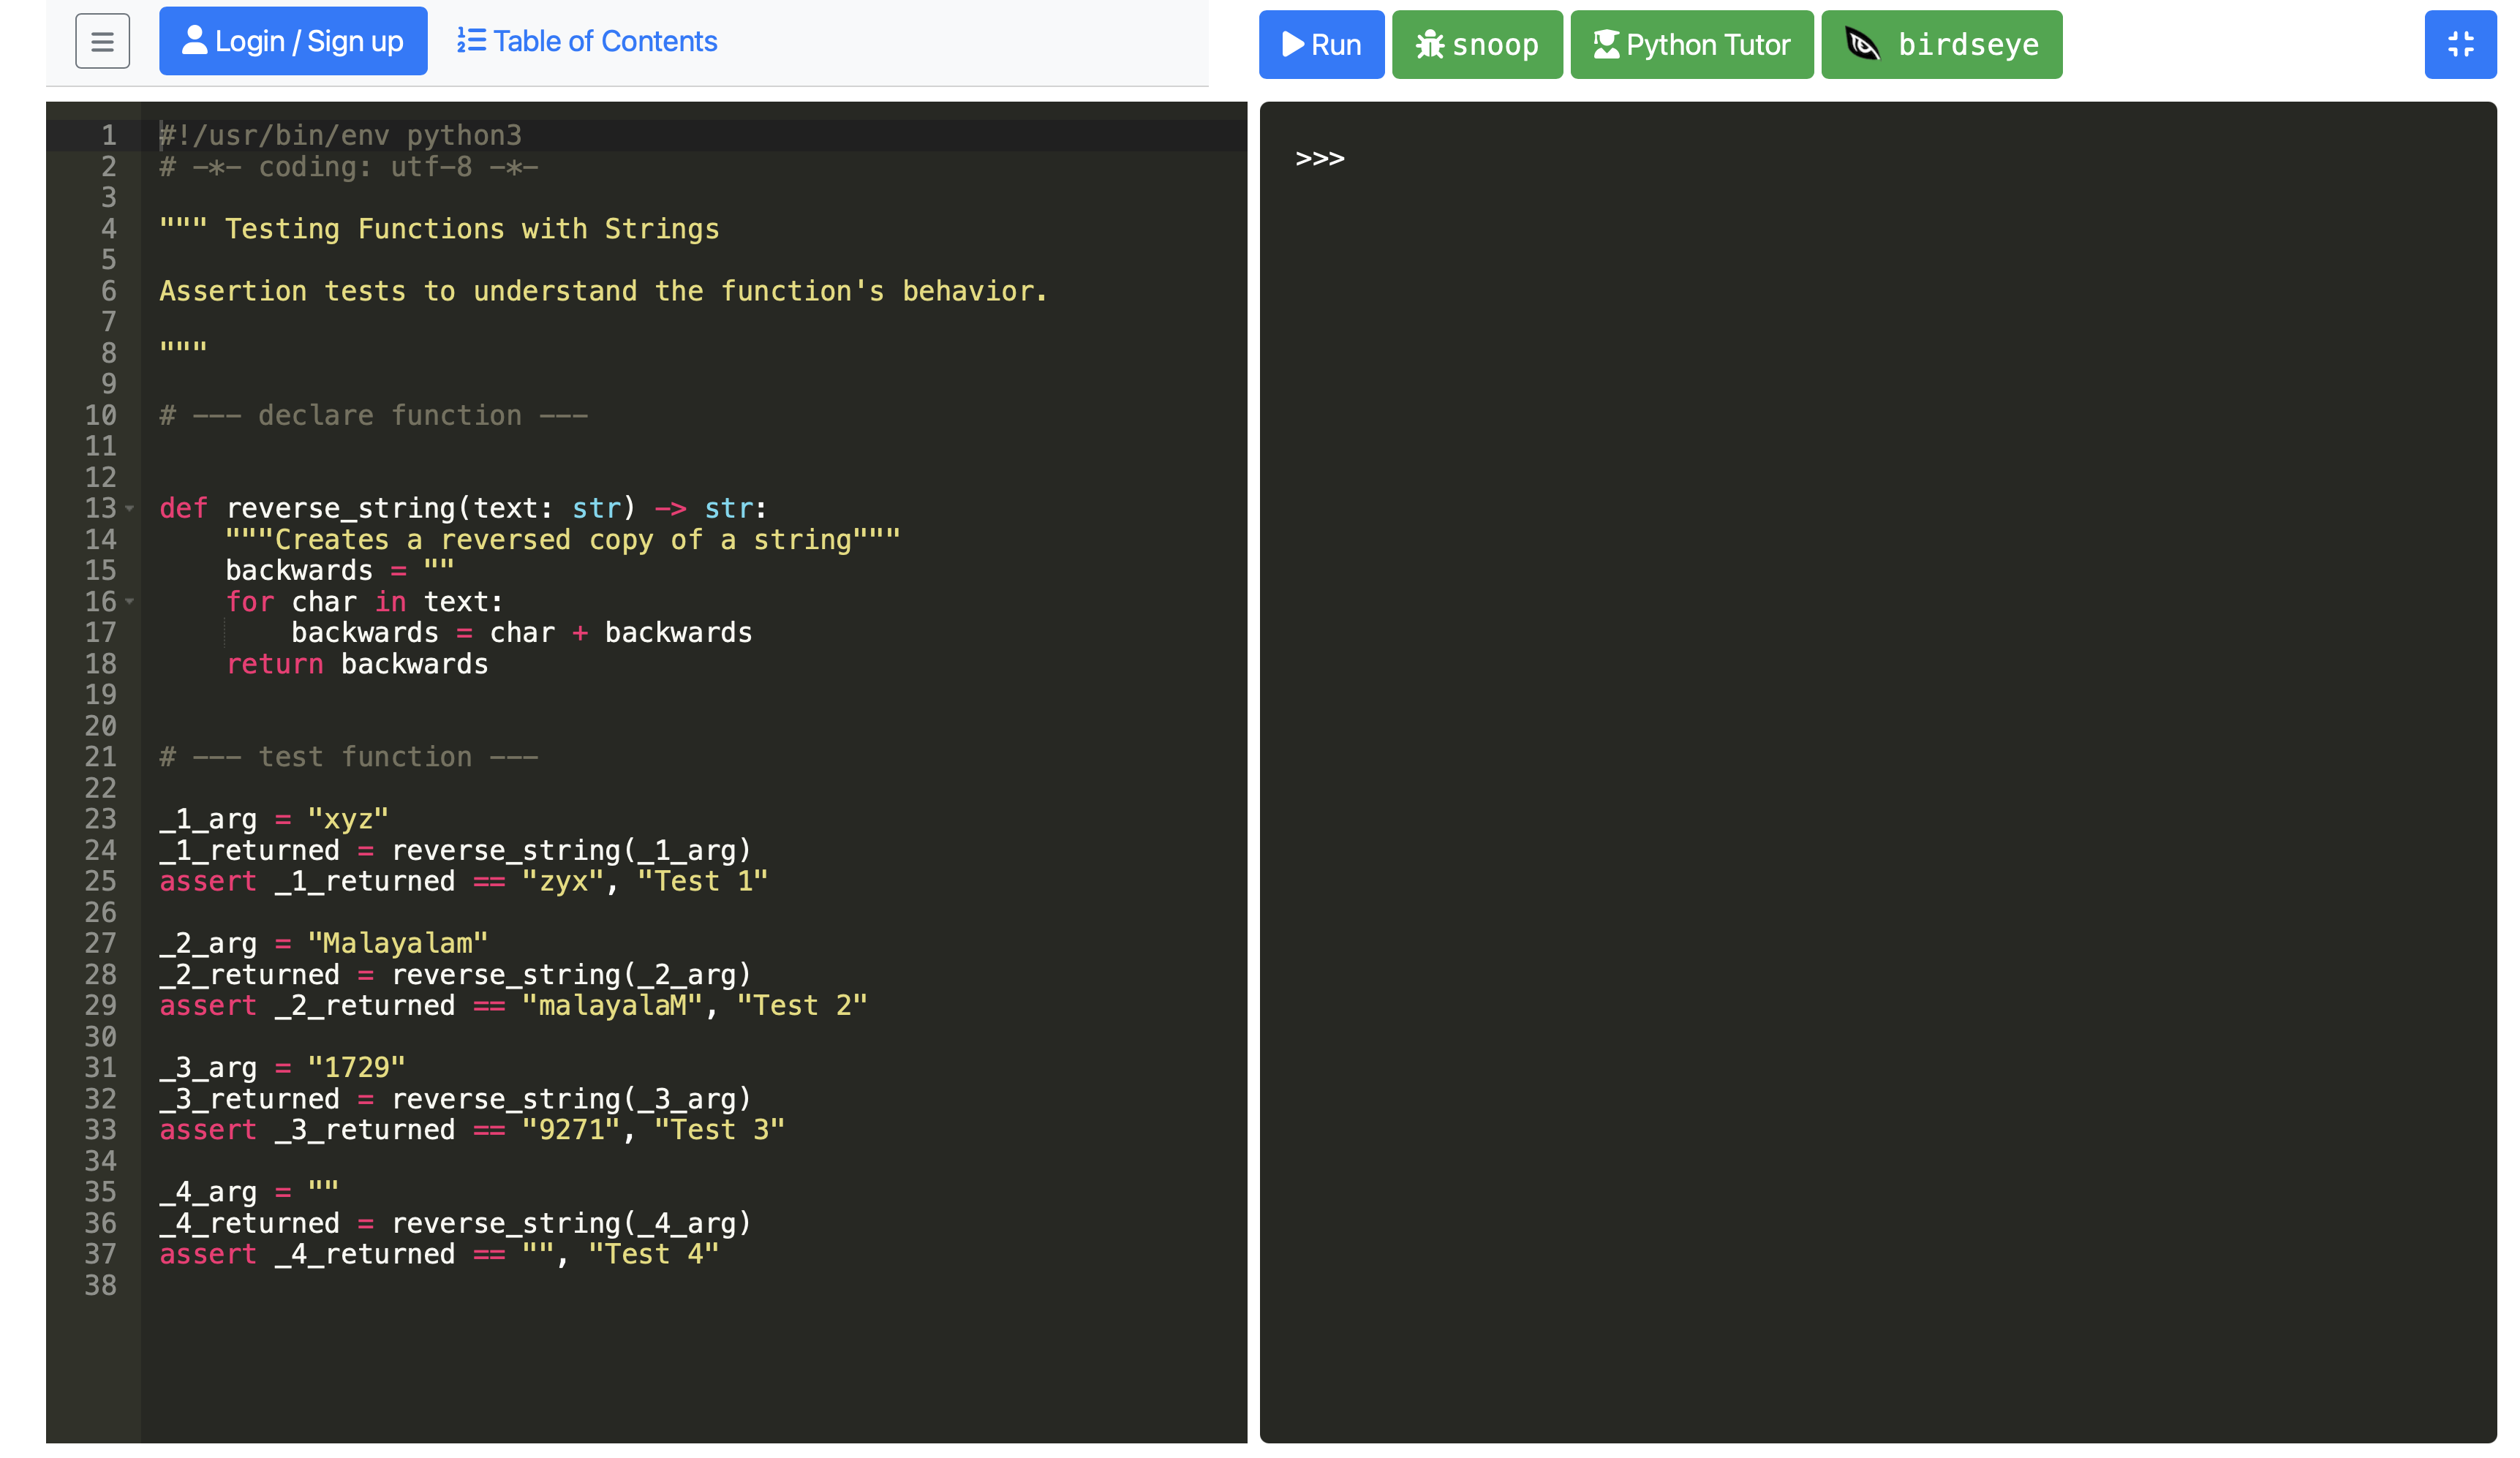 Login / Sign up
Table of Contents
Run
snoop
Python Tutor
birdseye
1 #!/usr/bin/env python3
2 # -*- coding: utf-8 -*-
3
4 """ Testing Functions with Strings
5
6 Assertion tests to understand the function's behavior.
7
8 """
9
10 # --- declare function ---
11
12
13 def reverse_string(text: str) -> str:
14     """Creates a reversed copy of a string"""
15     backwards = ""
16     for char in text:
17         backwards = char + backwards
18     return backwards
19
20
21 # --- test function ---
22
23 _1_arg = "xyz"
24 _1_returned = reverse_string(_1_arg)
25 assert _1_returned == "zyx", "Test 1"
26
27 _2_arg = "Malayalam"
28 _2_returned = reverse_string(_2_arg)
29 assert _2_returned == "malayalaM", "Test 2"
30
31 _3_arg = "1729"
32 _3_returned = reverse_string(_3_arg)
33 assert _3_returned == "9271", "Test 3"
34
35 _4_arg = ""
36 _4_returned = reverse_string(_4_arg)
37 assert _4_returned == "", "Test 4"
38
>>>